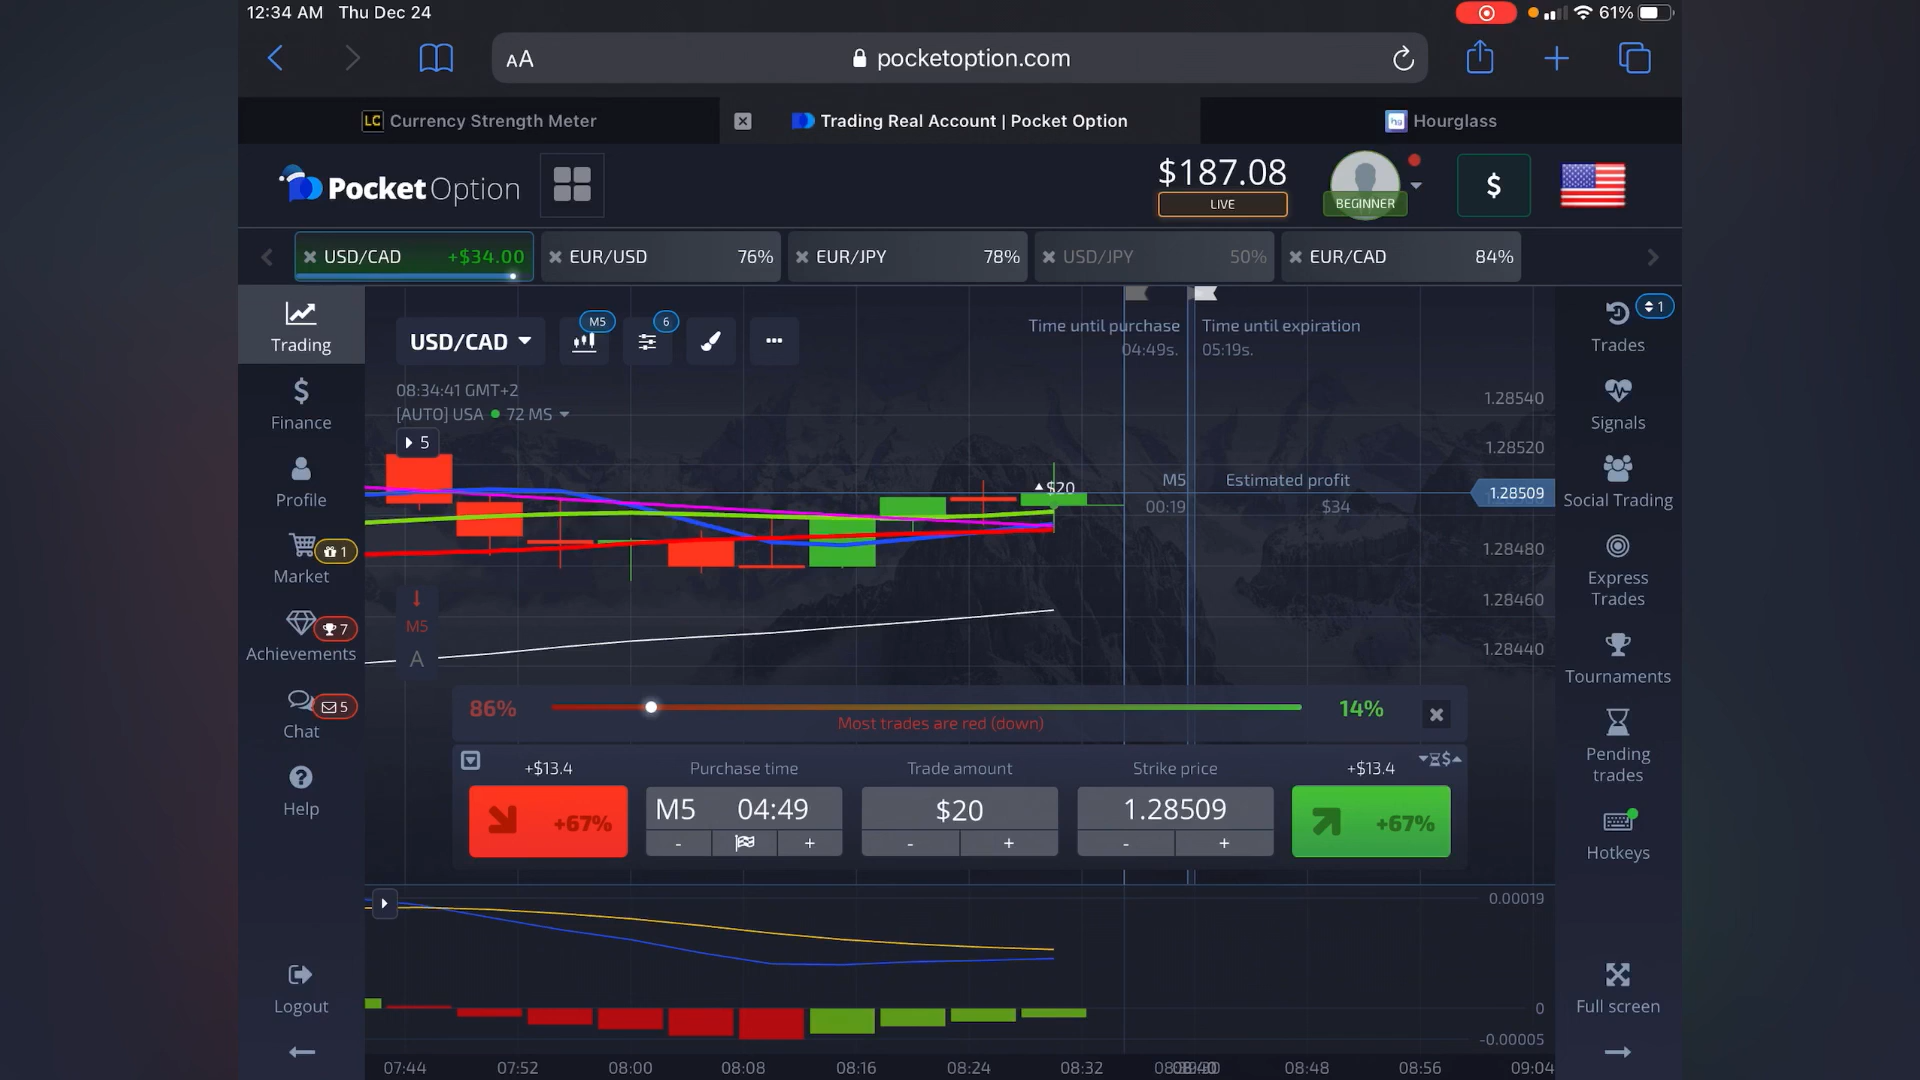 12:34 AM Thu Dec 24
61%
AA
pocketoption.com
LC Currency Strength Meter
Trading Real Account | Pocket Option
hg Hourglass
PocketOption
$187.08
LIVE
BEGINNER
$
USD/CAD +$34.00
EUR/USD 76%
EUR/JPY 78%
USD/JPY 50%
EUR/CAD 84%
Trading
Finance
Profile
Market
1
Achievements
7
Chat
5
Help
Logout
USD/CAD
M5
6
08:34:41 GMT+2
[AUTO] USA 72 MS
5
Time until purchase
04:49s.
Time until expiration
05:19s.
$20
M5
00:19
Estimated profit
$34
1.28540
1.28520
1.28509
1.28480
1.28460
1.28440
M5
A
86%
Most trades are red (down)
14%
+$13.4
+67%
Purchase time
M5 04:49
- +
Trade amount
$20
- +
Strike price
1.28509
- +
+$13.4
+67%
0.00019
0
-0.00005
07:44 07:52 08:00 08:08 08:16 08:24 08:32 08:48 08:56 09:04
Trades
1
Signals
Social Trading
Express
Trades
Tournaments
Pending
trades
Hotkeys
Full screen